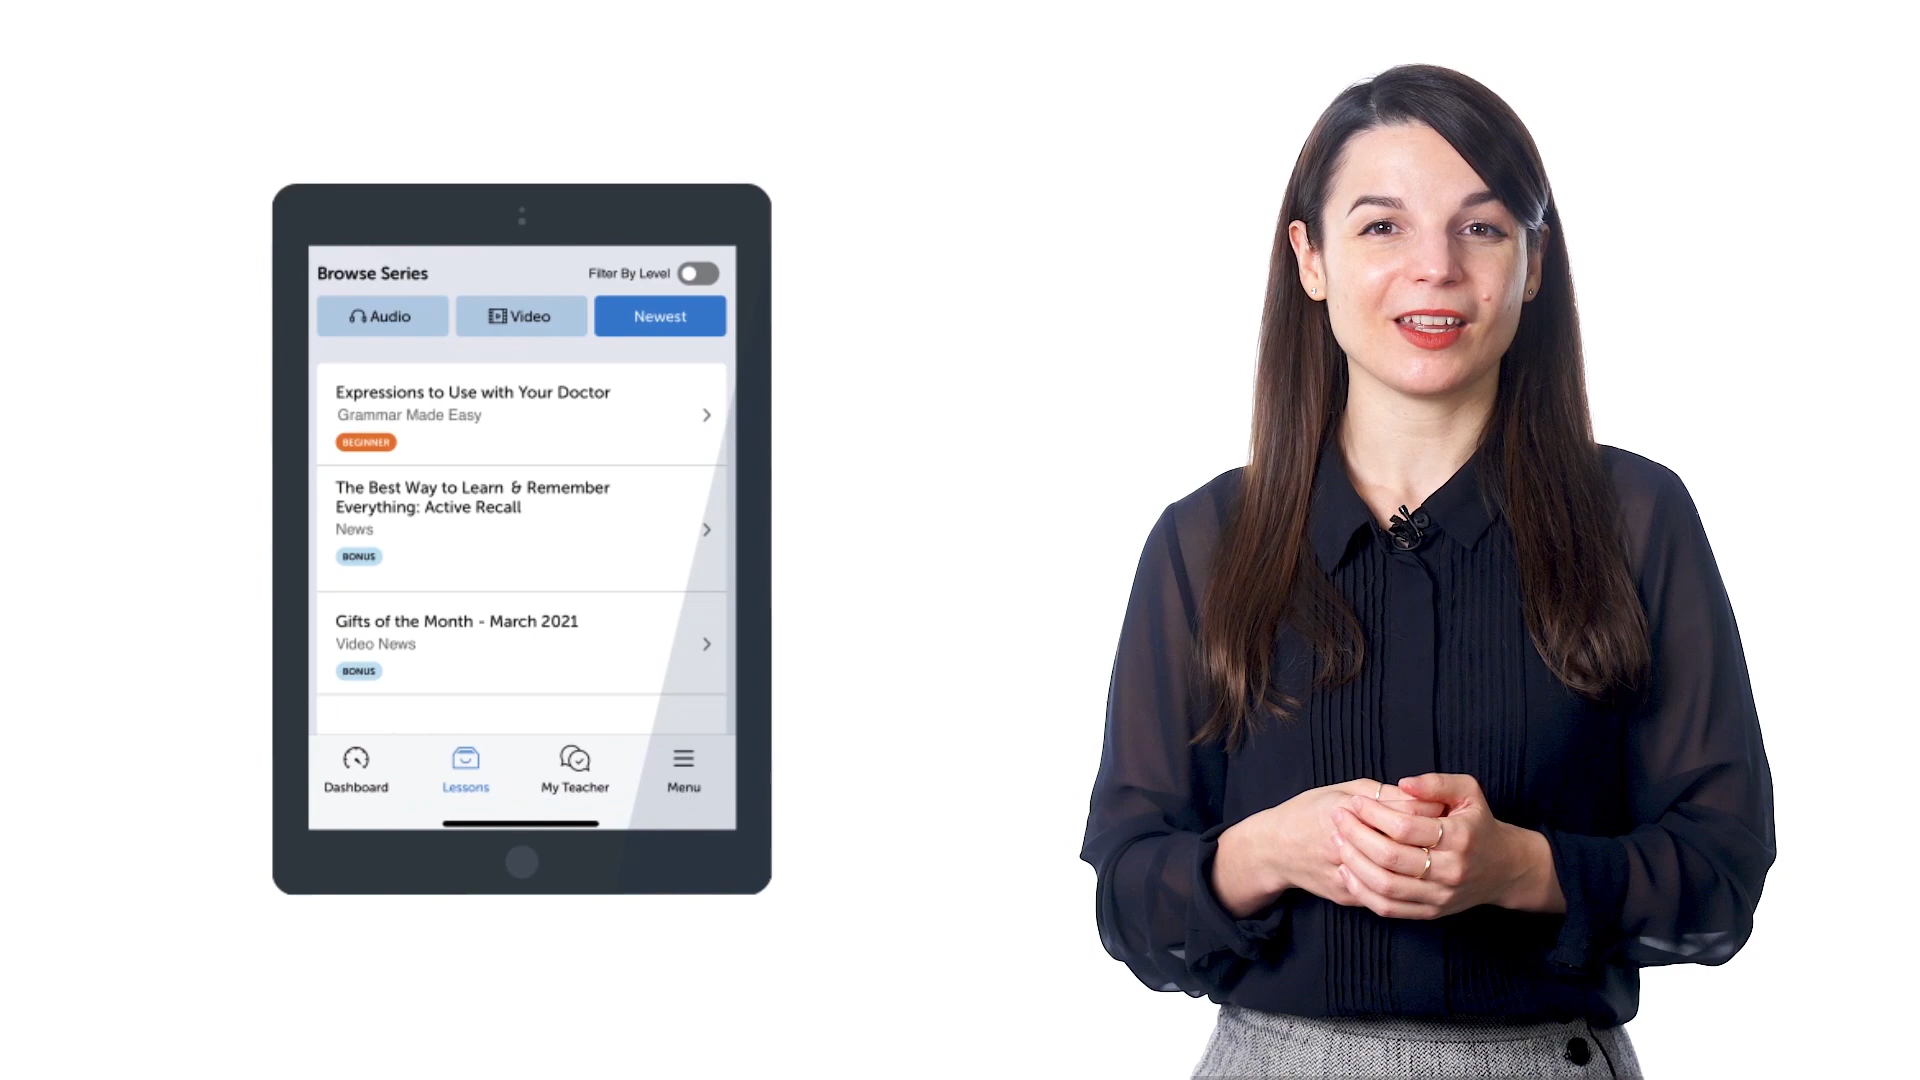 Browse Series
Filter By Level
Audio
Video
Newest
Expressions to Use with Your Doctor
Grammar Made Easy
BEGINNER
The Best Way to Learn & Remember
Everything: Active Recall
News
BONUS
Gifts of the Month - March 2021
Video News
BONUS
Dashboard
Lessons
My Teacher
Menu